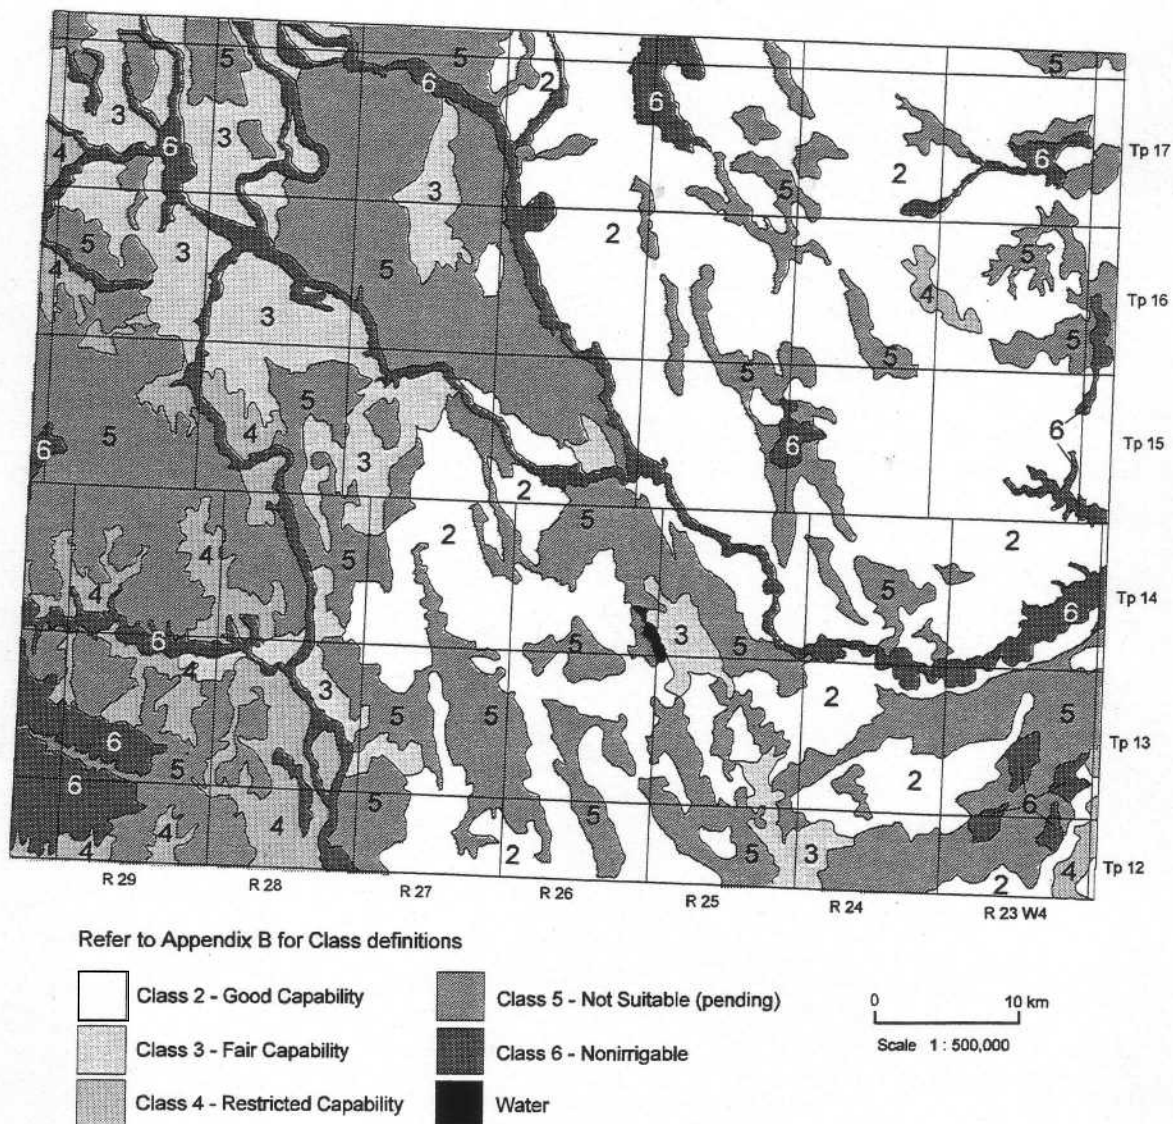 5
5
2
6
5
3
6
3
6
2
6
Tp 17
4
3
5
2
5
3
5
5
4
3
4
5
Tp 16
5
5
5
4
3
6
6
6
2
Tp 15
5
2
2
4
5
4
5
6
Tp 14
6
4
5
3
5
3
5
5
2
5
6
5
2
Tp 13
6
5
5
6
4
4
4
2
3
5
2
4
Tp 12
R 29
R 28
R 27
R 26
R 25
R 24
R 23 W4
Refer to Appendix B for Class definitions
Class 2 - Good Capability
Class 3 - Fair Capability
Class 4 - Restricted Capability
Class 5 - Not Suitable (pending)
Class 6 - Nonirrigable
Water
0 10 km
Scale 1 : 500,000